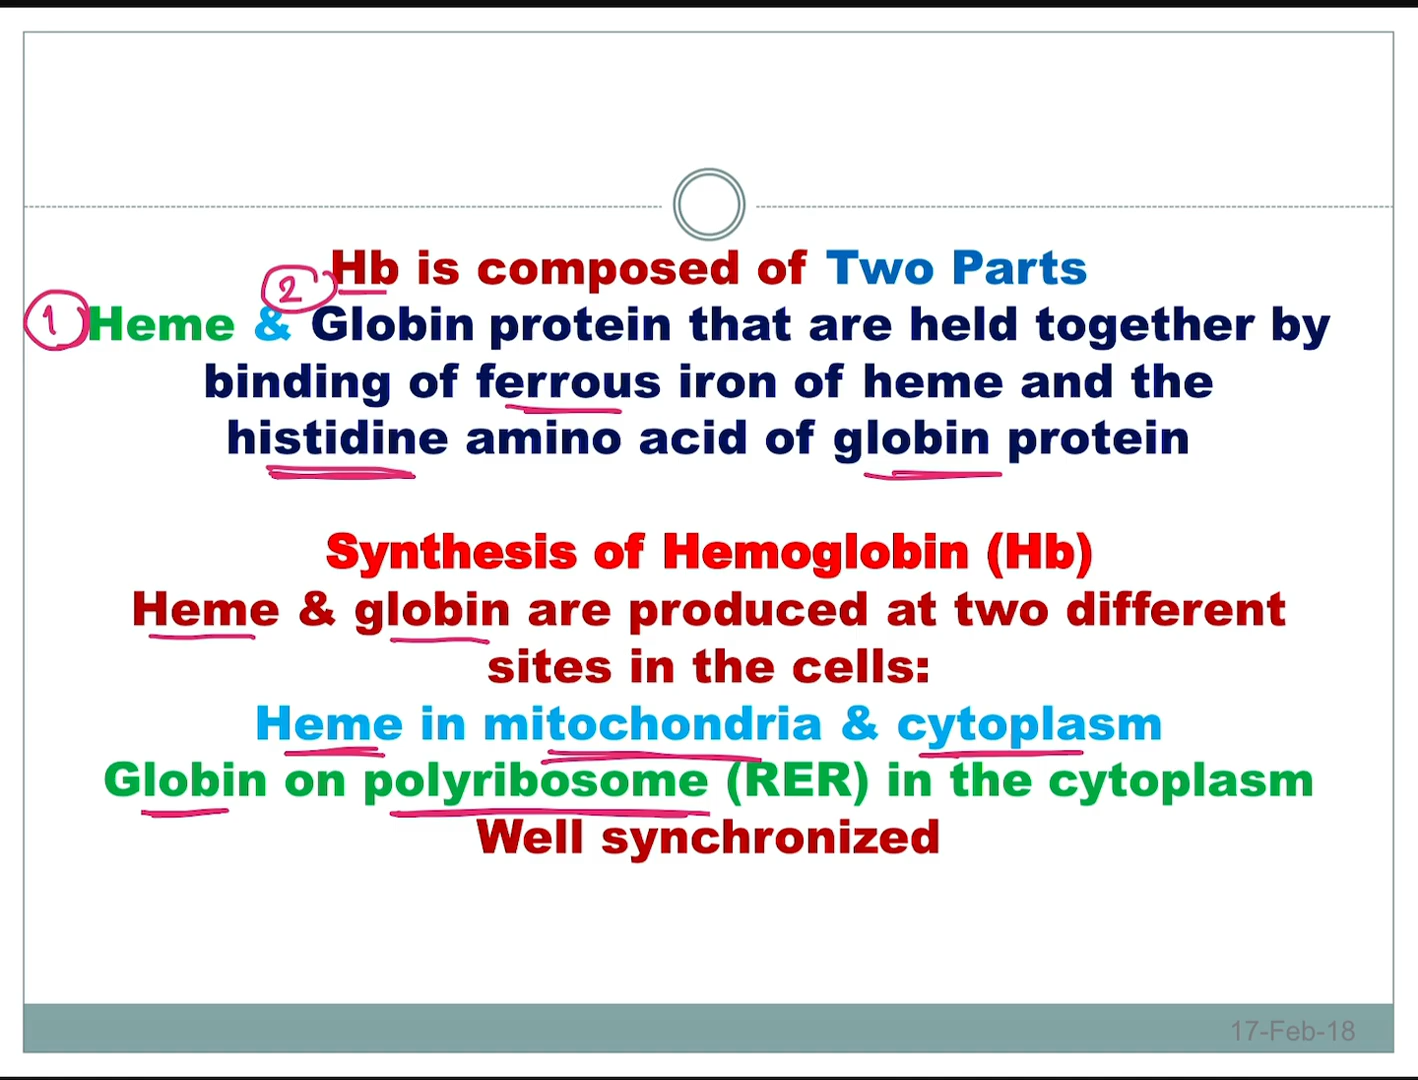 Hb is composed of Two Parts
2
1 Heme & Globin protein that are held together by
binding of ferrous iron of heme and the
histidine amino acid of globin protein
Synthesis of Hemoglobin (Hb)
Heme & globin are produced at two different
sites in the cells:
Heme in mitochondria & cytoplasm
Globin on polyribosome (RER) in the cytoplasm
Well synchronized
17-Feb-18